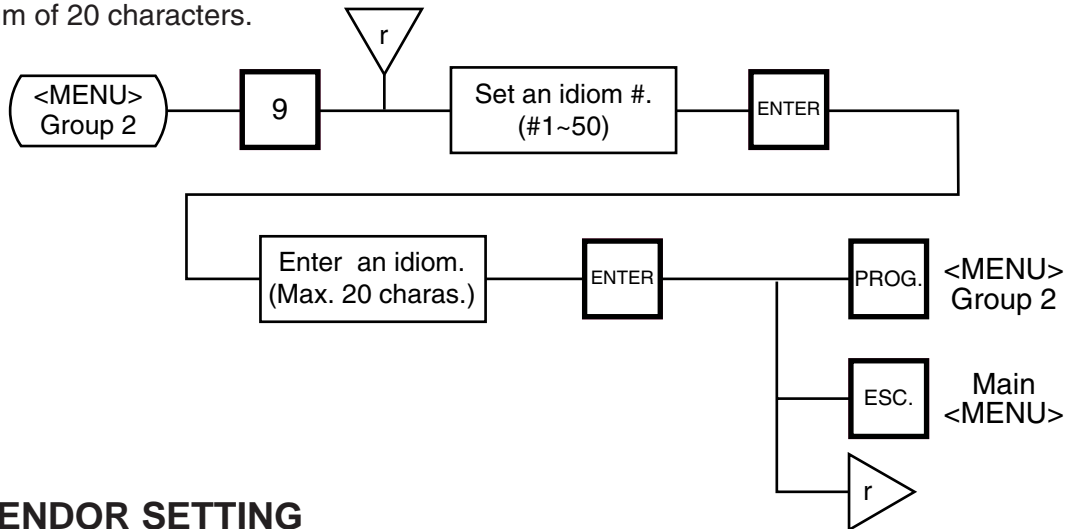 m of 20 characters.
r
<MENU>
Group 2
9
Set an idiom #.
(#1~50)
ENTER
Enter an idiom.
(Max. 20 charas.)
ENTER
PROG.
<MENU>
Group 2
ESC.
Main
<MENU>
r
ENDOR SETTING